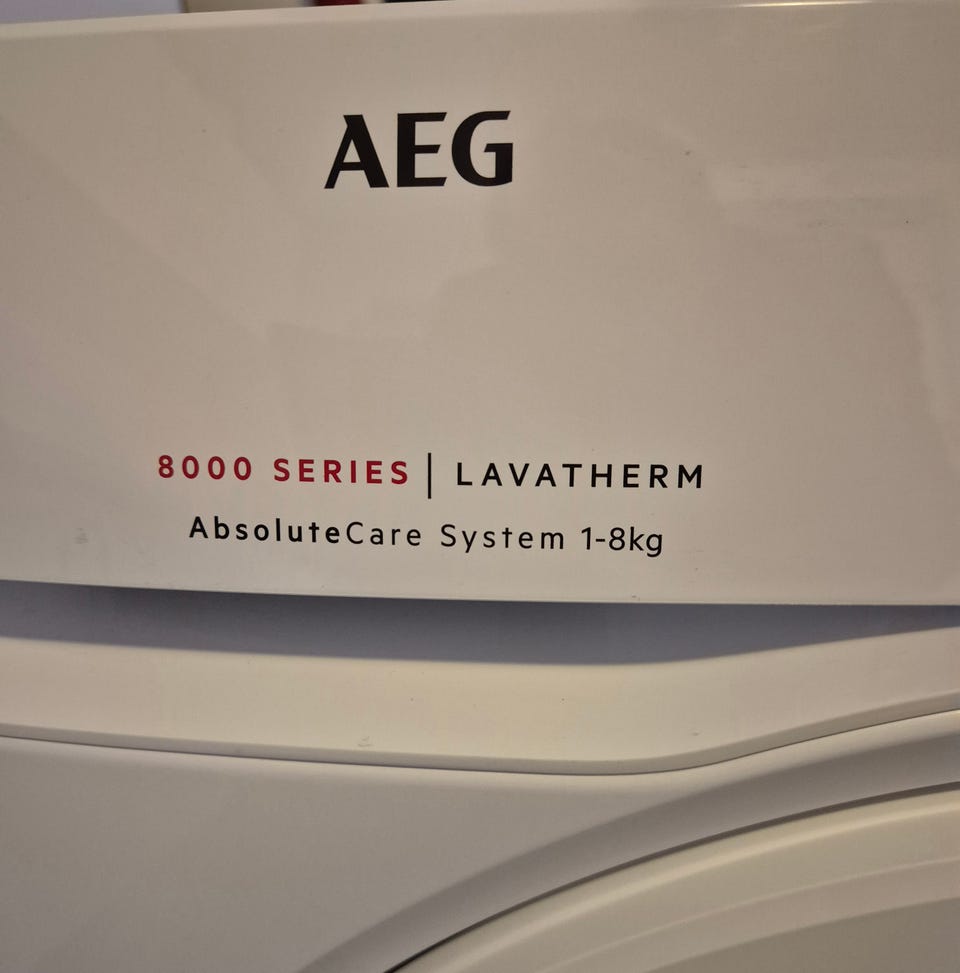 AEG
8000 SERIES | LAVATHERM
AbsoluteCare System 1-8kg